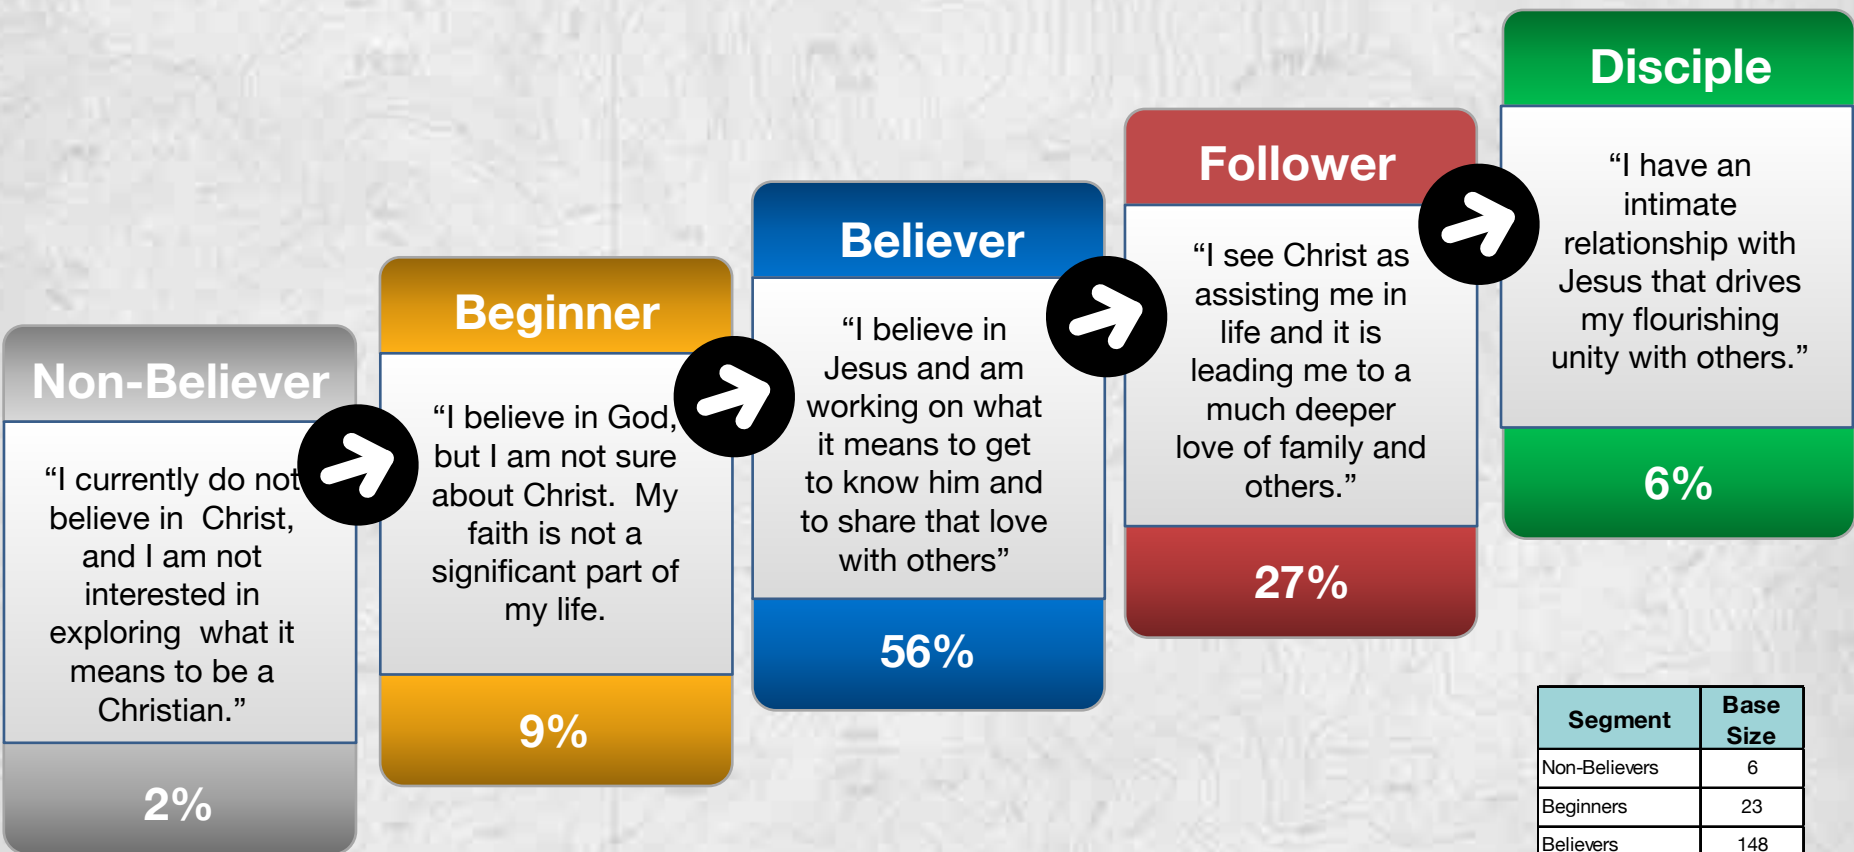 Non-Believer
“I currently do not
believe in  Christ,
and I am not
interested in
exploring  what it
means to be a
Christian.”
2%
Beginner
“I believe in God,
but I am not sure
about Christ.  My
faith is not a
significant part of
my life.
9%
Believer
“I believe in
Jesus and am
working on what
it means to get
to know him and
to share that love
with others”
56%
Follower
“I see Christ as
assisting me in
life and it is
leading me to a
much deeper
love of family and
others.”
27%
Disciple
“I have an
intimate
relationship with
Jesus that drives
my flourishing
unity with others.”
6%
Segment Base Size
Non-Believers 6
Beginners 23
Believers 148